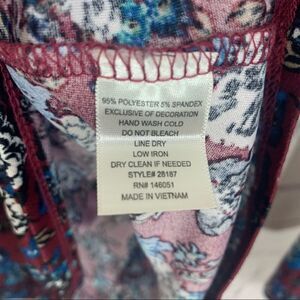 95% POLYESTER 5% SPANDEX
EXCLUSIVE OF DECORATION
HAND WASH COLD
DO NOT BLEACH
LINE DRY
LOW IRON
DRY CLEAN IF NEEDED
STYLE# 28187
RN# 146051
MADE IN VIETNAM